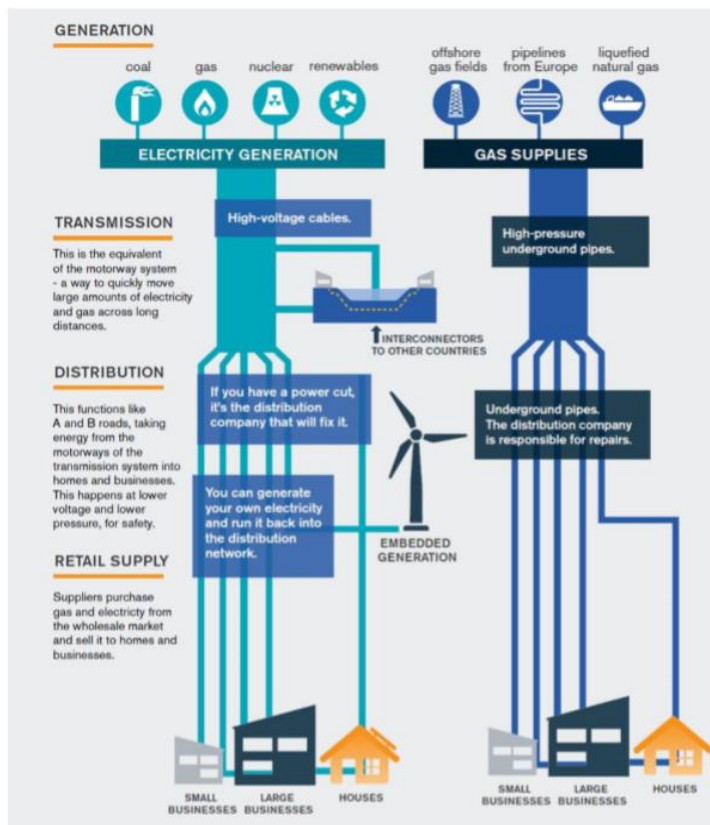 GENERATION
coal
gas
nuclear
renewables
offshore
gas fields
pipelines
from Europe
liquefied
natural gas
ELECTRICITY GENERATION
GAS SUPPLIES
TRANSMISSION
This is the equivalent
of the motorway system
- a way to quickly move
large amounts of electricity
and gas across long
distances.
High-voltage cables.
High-pressure
underground pipes.
INTERCONNECTORS
TO OTHER COUNTRIES
DISTRIBUTION
This functions like
A and B roads, taking
energy from the
motorways of the
transmission system into
homes and businesses.
This happens at lower
voltage and lower
pressure, for safety.
If you have a power cut,
it's the distribution
company that will fix it.
Underground pipes.
The distribution company
is responsible for repairs.
You can generate
your own electricity
and run it back into
the distribution
network.
EMBEDDED
GENERATION
RETAIL SUPPLY
Suppliers purchase
gas and electricty from
the wholesale market
and sell it to homes and
businesses.
SMALL
BUSINESSES
LARGE
BUSINESSES
HOUSES
SMALL
BUSINESSES
LARGE
BUSINESSES
HOUSES